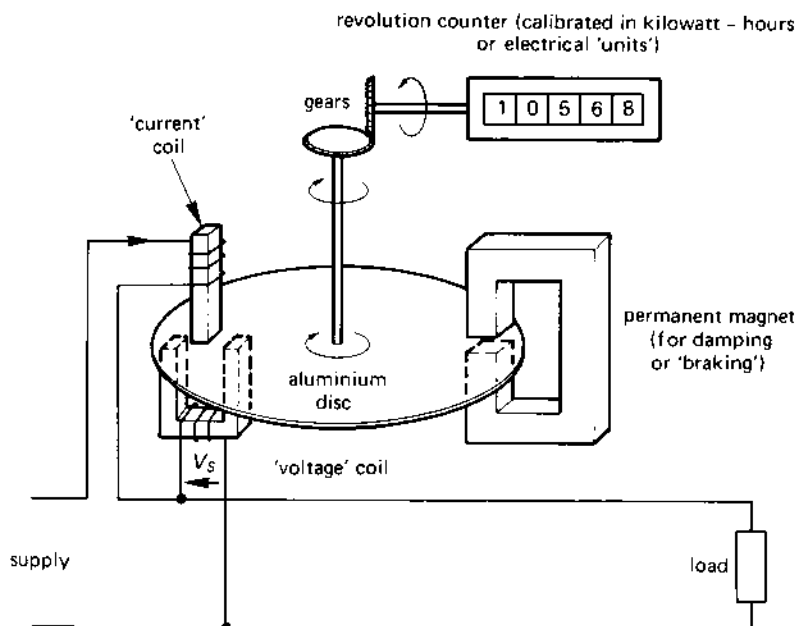 revolution counter (calibrated in kilowatt – hours
or electrical 'units')
gears
1 0 5 6 8
'current'
coil
permanent magnet
(for damping
or 'braking')
aluminium
disc
Vs
'voltage' coil
supply
load